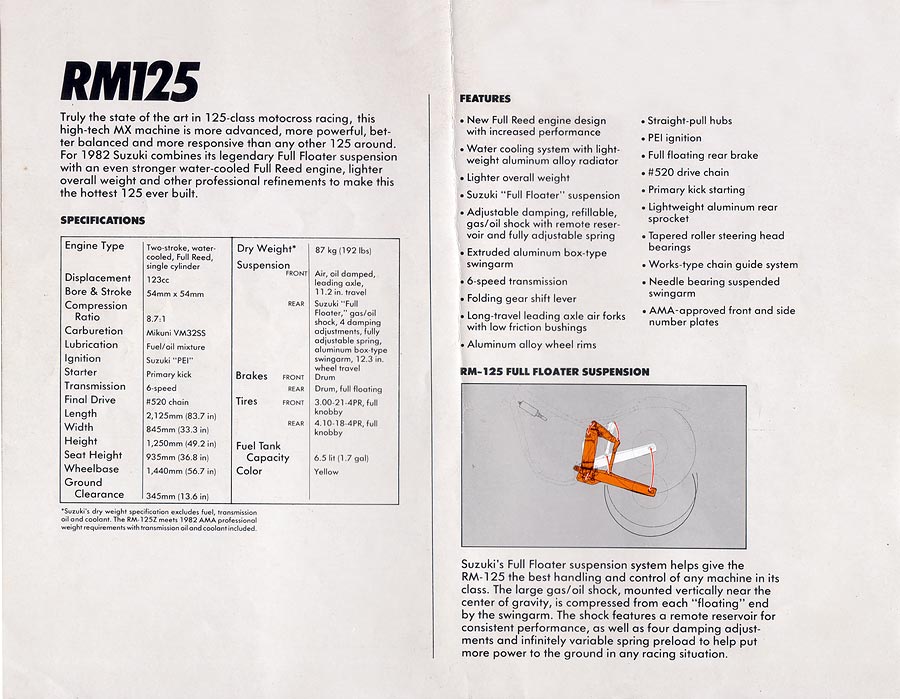 RM125
Truly the state of the art in 125-class motocross racing, this
high-tech MX machine is more advanced, more powerful, bet-
ter balanced and more responsive than any other 125 around.
For 1982 Suzuki combines its legendary Full Floater suspension
with an even stronger water-cooled Full Reed engine, lighter
overall weight and other professional refinements to make this
the hottest 125 ever built.
SPECIFICATIONS
Engine Type Two-stroke, water-
cooled, Full Reed,
single cylinder
Displacement 123cc
Bore & Stroke 54mm x 54mm
Compression
Ratio 8.7:1
Carburetion Mikuni VM32SS
Lubrication Fuel/oil mixture
Ignition Suzuki "PEI"
Starter Primary kick
Transmission 6-speed
Final Drive #520 chain
Length 2,125mm (83.7 in)
Width 845mm (33.3 in)
Height 1,250mm (49.2 in)
Seat Height 935mm (36.8 in)
Wheelbase 1,440mm (56.7 in)
Ground
Clearance 345mm (13.6 in)
Dry Weight* 87 kg (192 lbs)
Suspension
FRONT Air, oil damped,
leading axle,
11.2 in. travel
REAR Suzuki "Full
Floater," gas/oil
shock, 4 damping
adjustments, fully
adjustable spring,
aluminum box-type
swingarm, 12.3 in.
wheel travel
Brakes FRONT Drum
REAR Drum, full floating
Tires FRONT 3.00-21-4PR, full
knobby
REAR 4.10-18-4PR, full
knobby
Fuel Tank
Capacity 6.5 lit (1.7 gal)
Color Yellow
*Suzuki's dry weight specification excludes fuel, transmission
oil and coolant. The RM-125Z meets 1982 AMA professional
weight requirements with transmission oil and coolant included.
FEATURES
• New Full Reed engine design
with increased performance
• Water cooling system with light-
weight aluminum alloy radiator
• Lighter overall weight
• Suzuki "Full Floater" suspension
• Adjustable damping, refillable,
gas/oil shock with remote reser-
voir and fully adjustable spring
• Extruded aluminum box-type
swingarm
• 6-speed transmission
• Folding gear shift lever
• Long-travel leading axle air forks
with low friction bushings
• Aluminum alloy wheel rims
• Straight-pull hubs
• PEI ignition
• Full floating rear brake
• #520 drive chain
• Primary kick starting
• Lightweight aluminum rear
sprocket
• Tapered roller steering head
bearings
• Works-type chain guide system
• Needle bearing suspended
swingarm
• AMA-approved front and side
number plates
RM-125 FULL FLOATER SUSPENSION
Suzuki's Full Floater suspension system helps give the
RM-125 the best handling and control of any machine in its
class. The large gas/oil shock, mounted vertically near the
center of gravity, is compressed from each "floating" end
by the swingarm. The shock features a remote reservoir for
consistent performance, as well as four damping adjust-
ments and infinitely variable spring preload to help put
more power to the ground in any racing situation.